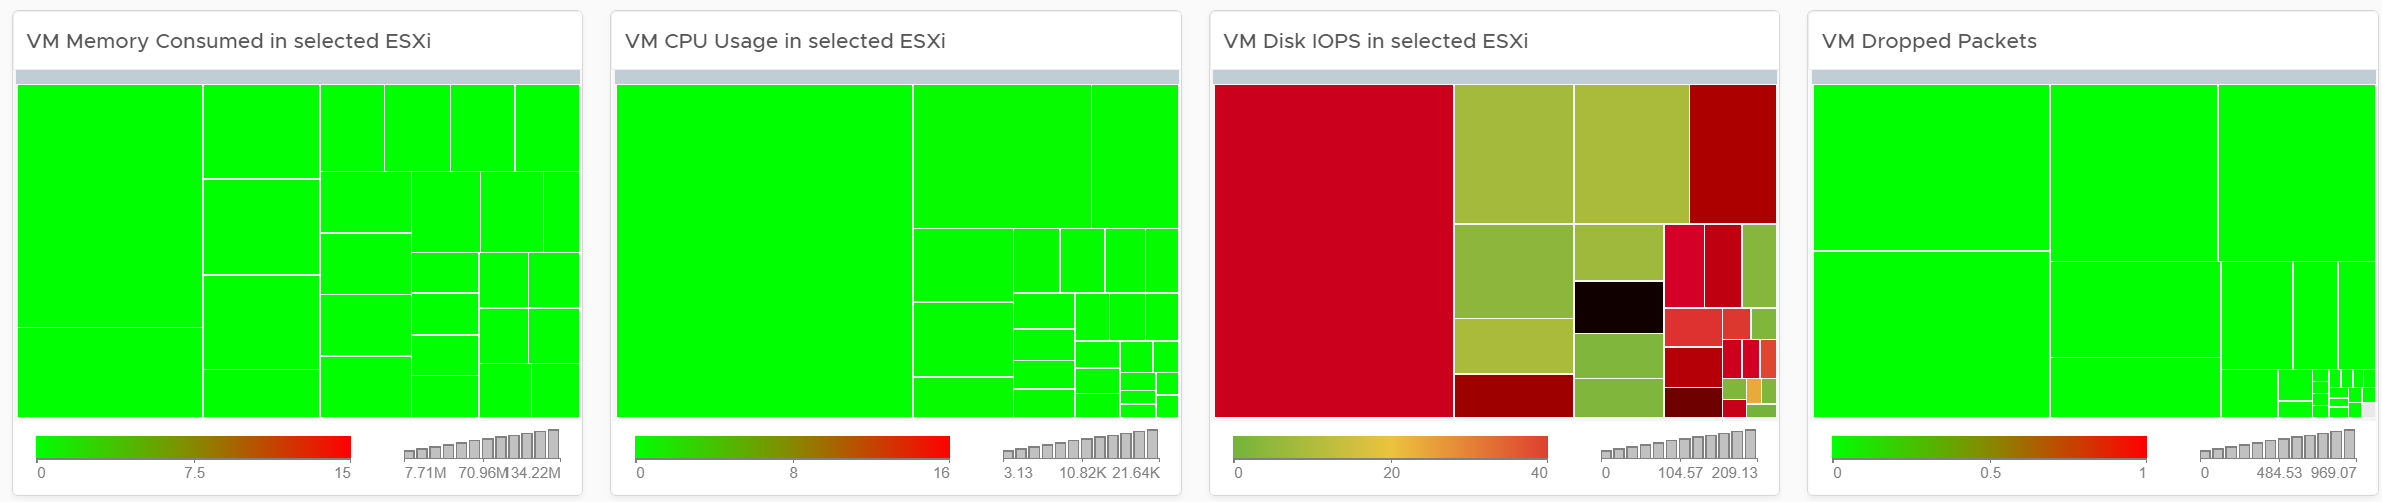 VM Memory Consumed in selected ESXi
0 7.5 15
7.71M 70.96M 134.22M
VM CPU Usage in selected ESXi
0 8 16
3.13 10.82K 21.64K
VM Disk IOPS in selected ESXi
0 20 40
0 104.57 209.13
VM Dropped Packets
0 0.5 1
0 484.53 969.07